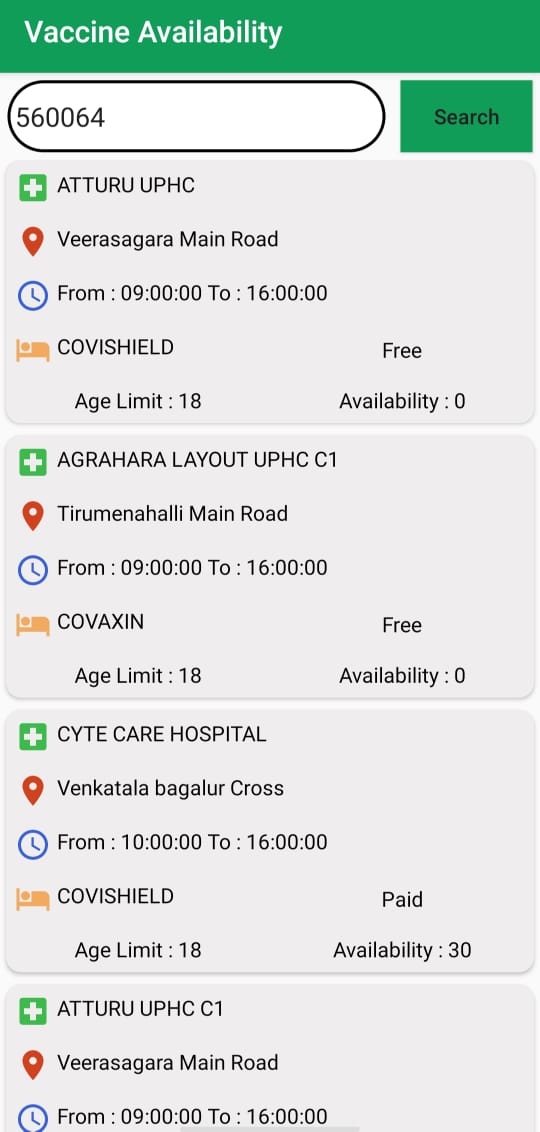 Vaccine Availability
560064 Search
ATTURU UPHC
Veerasagara Main Road
From : 09:00:00 To : 16:00:00
COVISHIELD Free
Age Limit : 18 Availability : 0
AGRAHARA LAYOUT UPHC C1
Tirumenahalli Main Road
From : 09:00:00 To : 16:00:00
COVAXIN Free
Age Limit : 18 Availability : 0
CYTE CARE HOSPITAL
Venkatala bagalur Cross
From : 10:00:00 To : 16:00:00
COVISHIELD Paid
Age Limit : 18 Availability : 30
ATTURU UPHC C1
Veerasagara Main Road
From : 09:00:00 To : 16:00:00